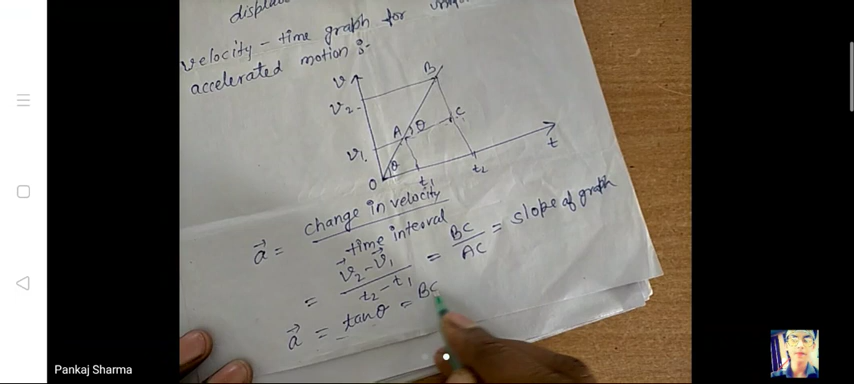 velocity - time graph for
accelerated motion :-
v
B
v2
A
θ
C
v1
θ
O
t1
t2
t
a⃗ = change in velocity / time interval
= v⃗2 - v⃗1 / t2 - t1 = BC / AC = slope of graph
a⃗ = tanθ = BC
Pankaj Sharma